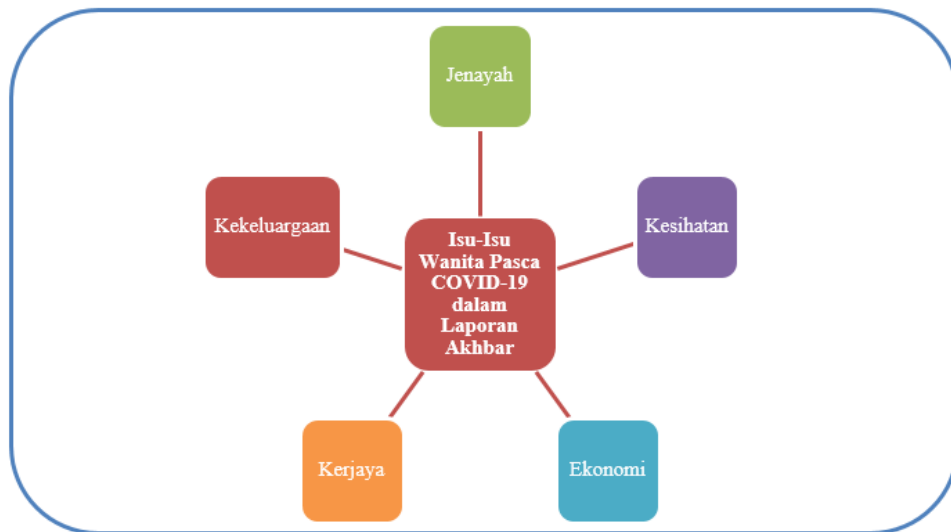 Jenayah
Kekeluargaan
Kesihatan
Isu-Isu
Wanita Pasca
COVID-19
dalam
Laporan
Akhbar
Kerjaya
Ekonomi